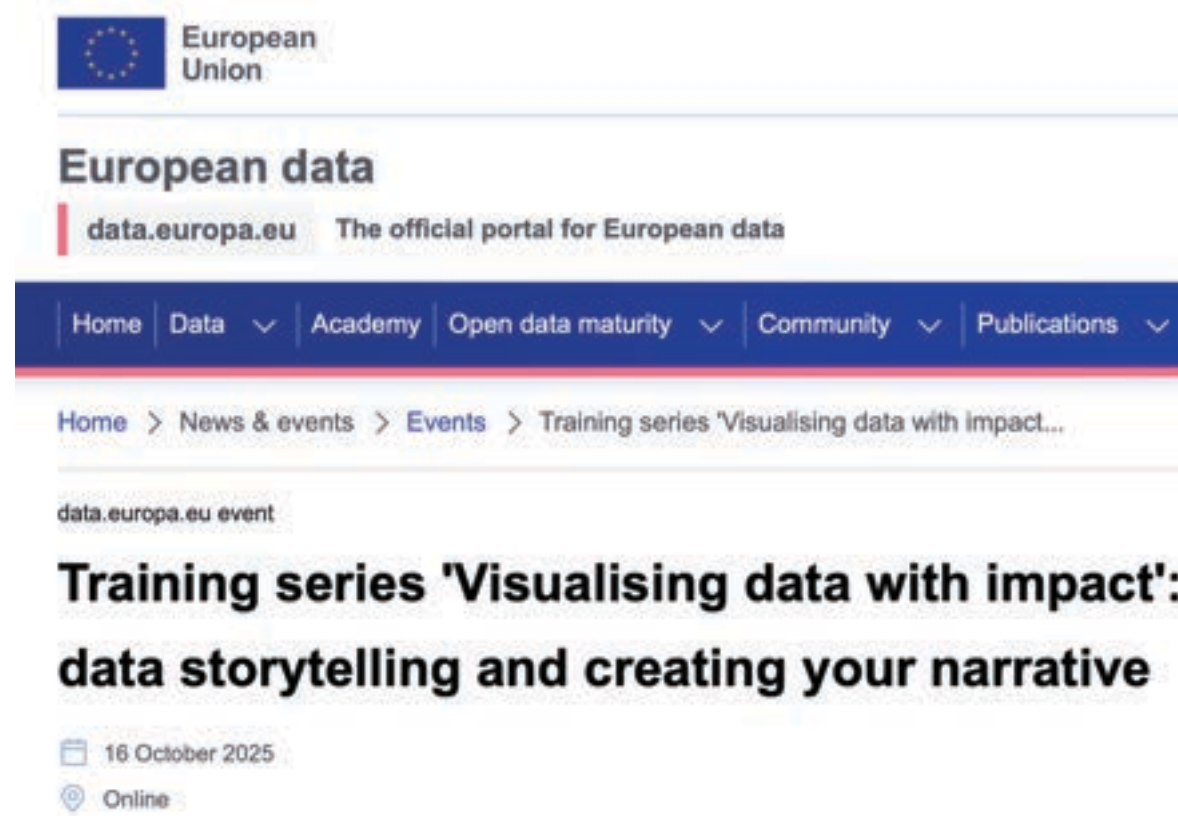 European
Union
European data
data.europa.eu The official portal for European data
Home Data Academy Open data maturity Community Publications
Home > News & events > Events > Training series 'Visualising data with impact...
data.europa.eu event
Training series 'Visualising data with impact':
data storytelling and creating your narrative
16 October 2025
Online